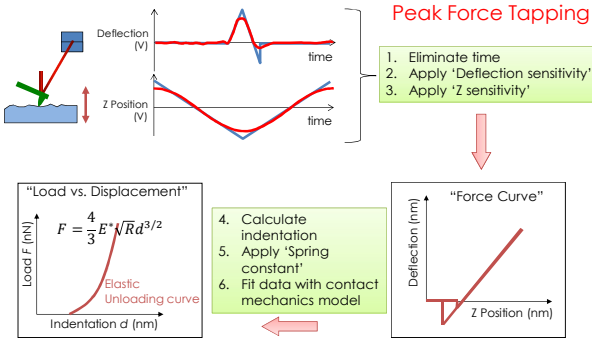 Peak Force Tapping
Deflection
(V)
time
Z Position
(V)
time
1. Eliminate time
2. Apply ‘Deflection sensitivity’
3. Apply ‘Z sensitivity’
“Load vs. Displacement”
F = 4/3 E*√R d^3/2
Load F (nN)
Elastic
Unloading curve
Indentation d (nm)
4. Calculate
indentation
5. Apply ‘Spring
constant’
6. Fit data with contact
mechanics model
“Force Curve”
Deflection (nm)
Z Position (nm)